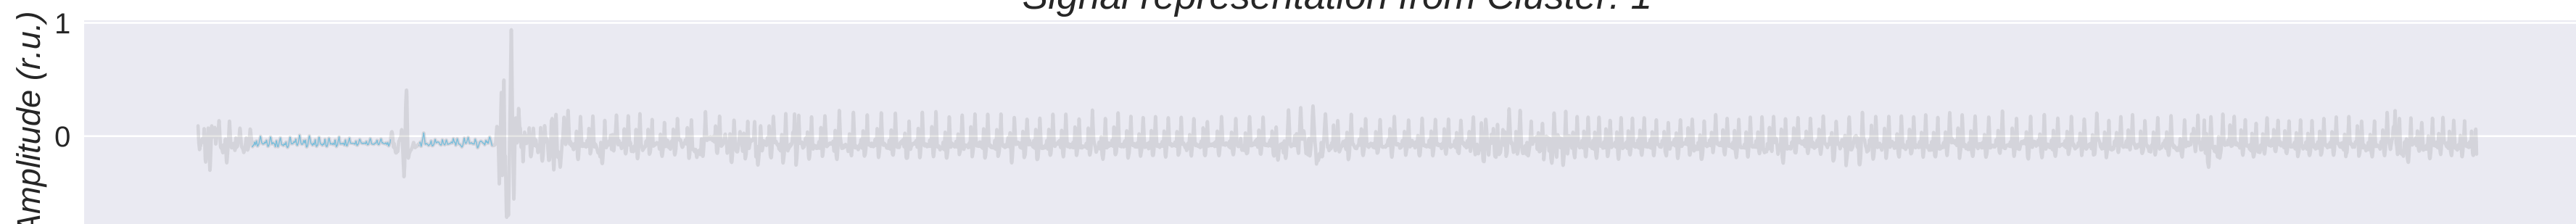 Signal representation from Cluster: 1
Amplitude (r.u.)
1
0